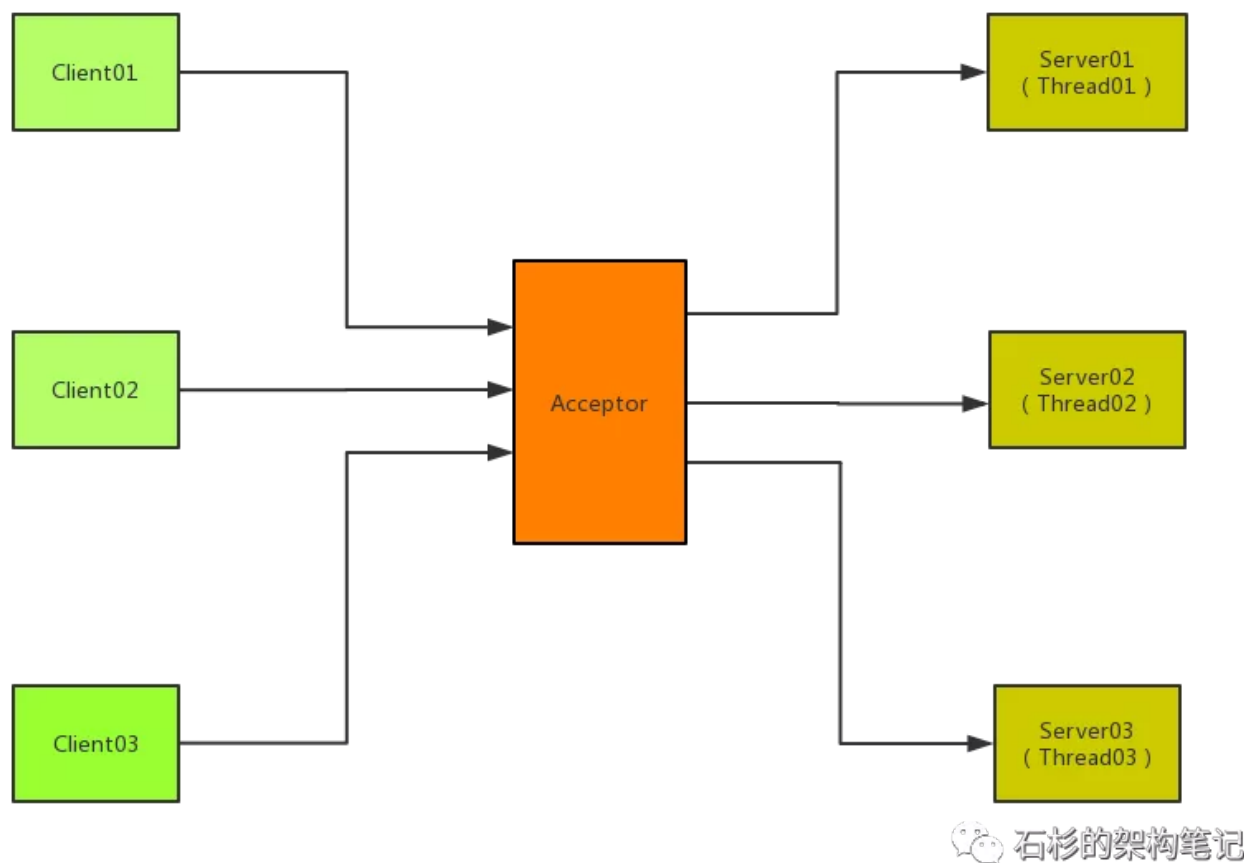 Client01
Server01
( Thread01 )
Client02
Acceptor
Server02
( Thread02 )
Client03
Server03
( Thread03 )
石杉的架构笔记